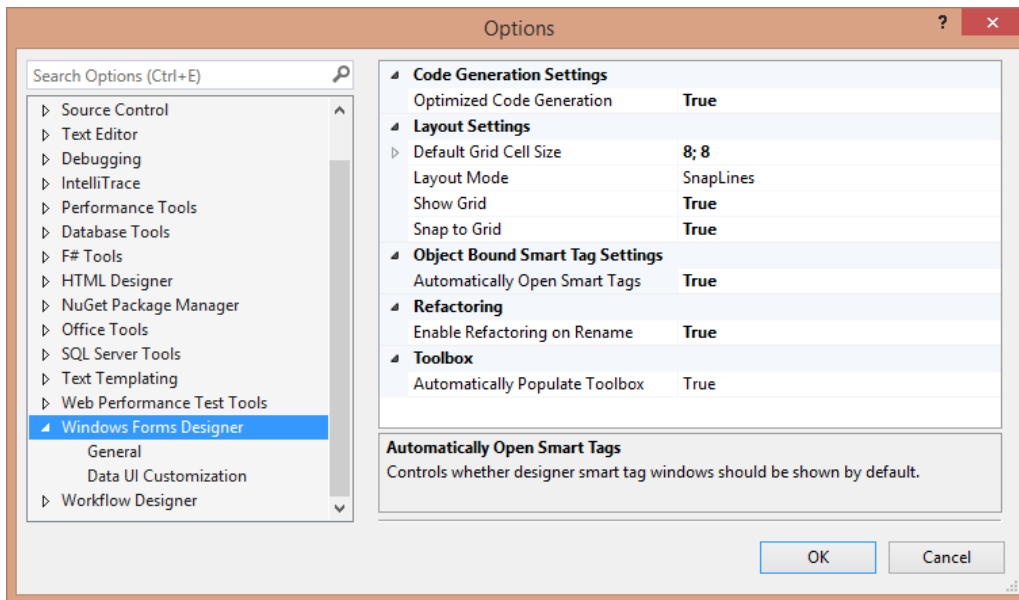 Options
?
×
Search Options (Ctrl+E)
Source Control
Text Editor
Debugging
IntelliTrace
Performance Tools
Database Tools
F# Tools
HTML Designer
NuGet Package Manager
Office Tools
SQL Server Tools
Text Templating
Web Performance Test Tools
Windows Forms Designer
General
Data UI Customization
Workflow Designer
Code Generation Settings
Optimized Code Generation True
Layout Settings
Default Grid Cell Size 8; 8
Layout Mode SnapLines
Show Grid True
Snap to Grid True
Object Bound Smart Tag Settings
Automatically Open Smart Tags True
Refactoring
Enable Refactoring on Rename True
Toolbox
Automatically Populate Toolbox True
Automatically Open Smart Tags
Controls whether designer smart tag windows should be shown by default.
OK Cancel